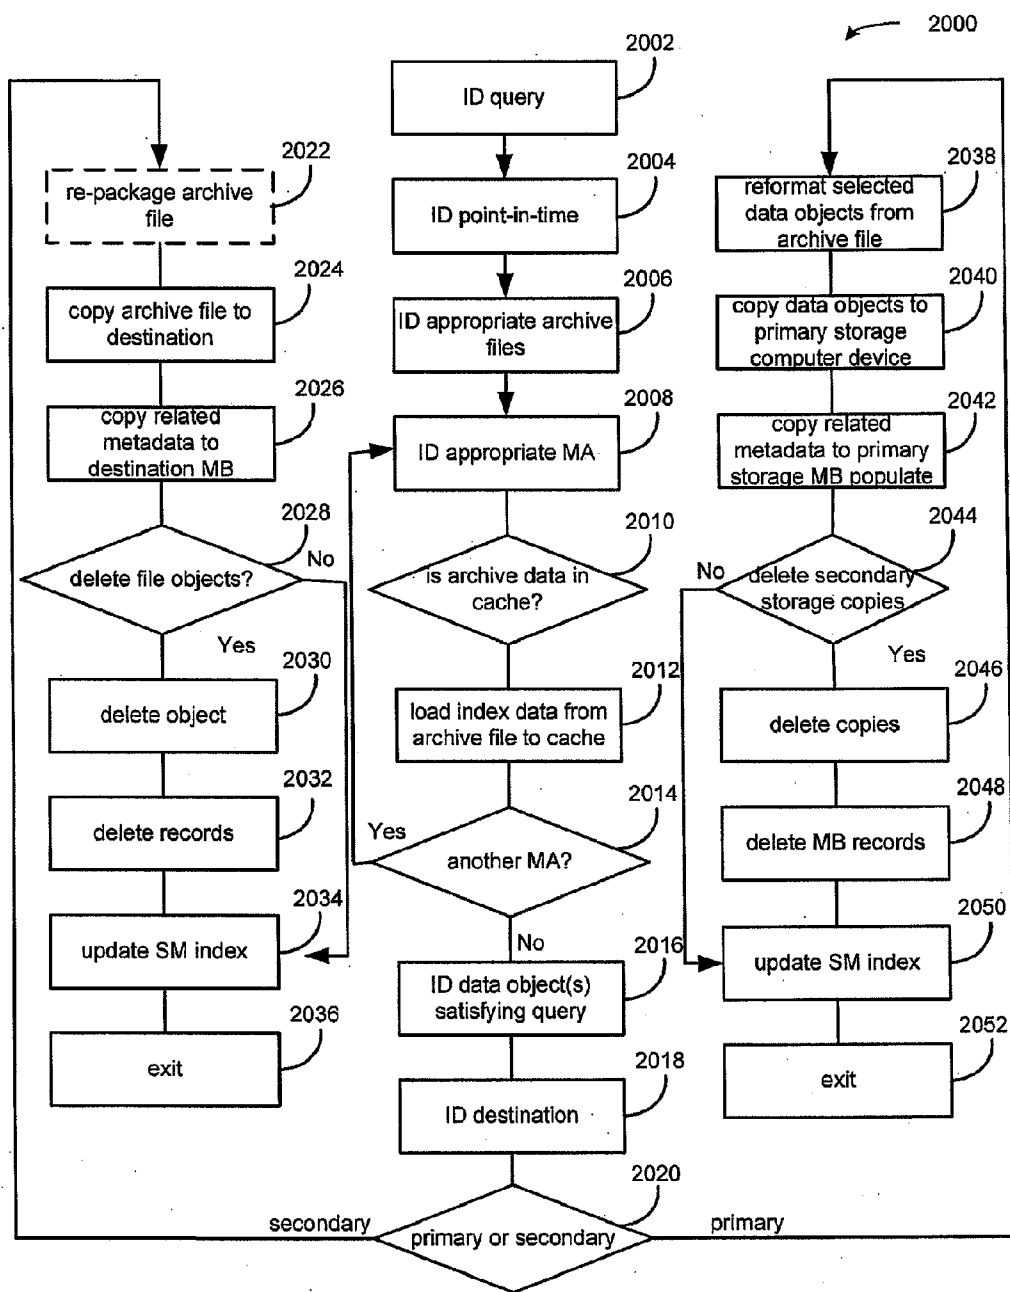 2000
2002
ID query
2004
ID point-in-time
2006
ID appropriate archive
files
2008
ID appropriate MA
2010
is archive data in
cache?
2012
load index data from
archive file to cache
2014
another MA?
Yes
No
2016
ID data object(s)
satisfying query
2018
ID destination
2020
primary or secondary
secondary
primary
2022
re-package archive
file
2024
copy archive file to
destination
2026
copy related
metadata to
destination MB
2028
delete file objects?
No
Yes
2030
delete object
2032
delete records
2034
update SM index
2036
exit
2038
reformat selected
data objects from
archive file
2040
copy data objects to
primary storage
computer device
2042
copy related
metadata to primary
storage MB populate
2044
delete secondary
storage copies
No
Yes
2046
delete copies
2048
delete MB records
2050
update SM index
2052
exit